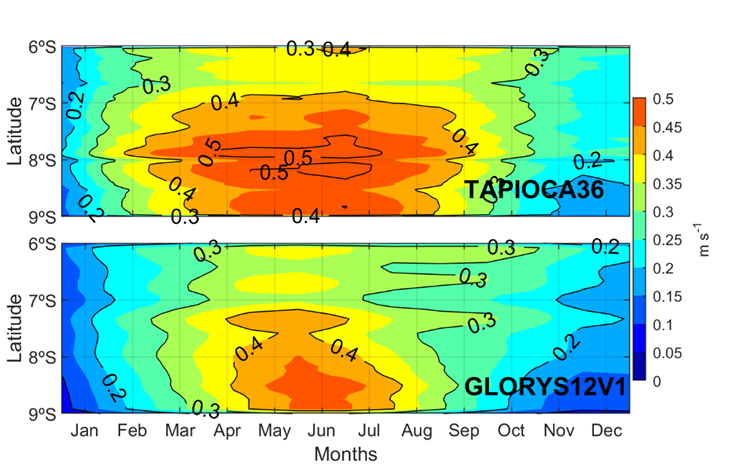 6ºS
7ºS
8ºS
9ºS
Latitude
0.3 0.4
0.3
0.3
0.2
0.4
0.5
0.5
0.5
0.4
0.4
0.2
0.3
0.2
0.3
0.4
TAPIOCA36
6ºS
7ºS
8ºS
9ºS
Latitude
0.3
0.3
0.2
0.3
0.3
0.4
0.4
0.2
0.2
0.3
GLORYS12V1
Jan Feb Mar Apr May Jun Jul Aug Sep Oct Nov Dec
Months
0.5
0.45
0.4
0.35
0.3
0.25
0.2
0.15
0.1
0.05
0
m s⁻¹